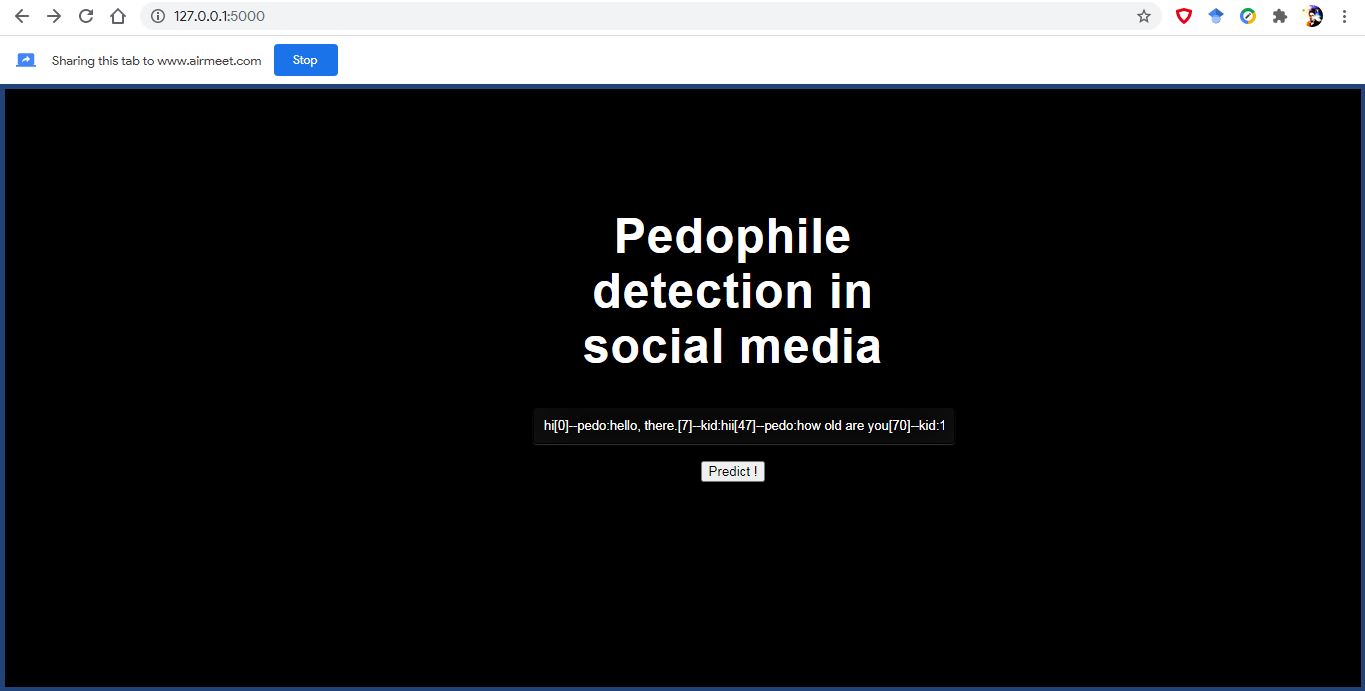 127.0.0.1:5000
Sharing this tab to www.airmeet.com Stop
Pedophile
detection in
social media
hi[0]--pedo:hello, there.[7]--kid:hii[47]--pedo:how old are you[70]--kid:1
Predict !